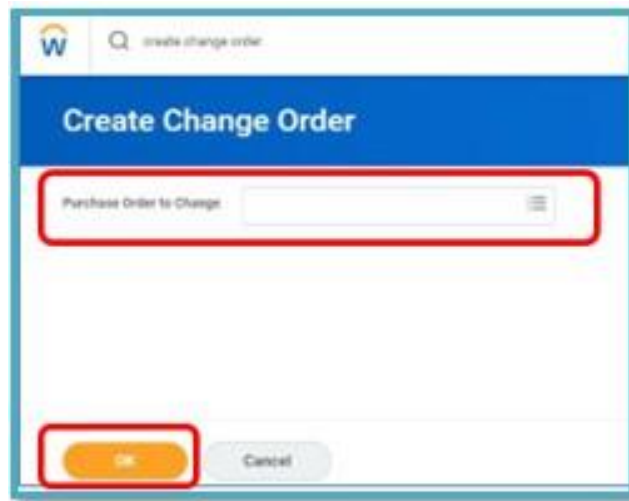 W
create change order
Create Change Order
Purchase Order to Change
OK
Cancel